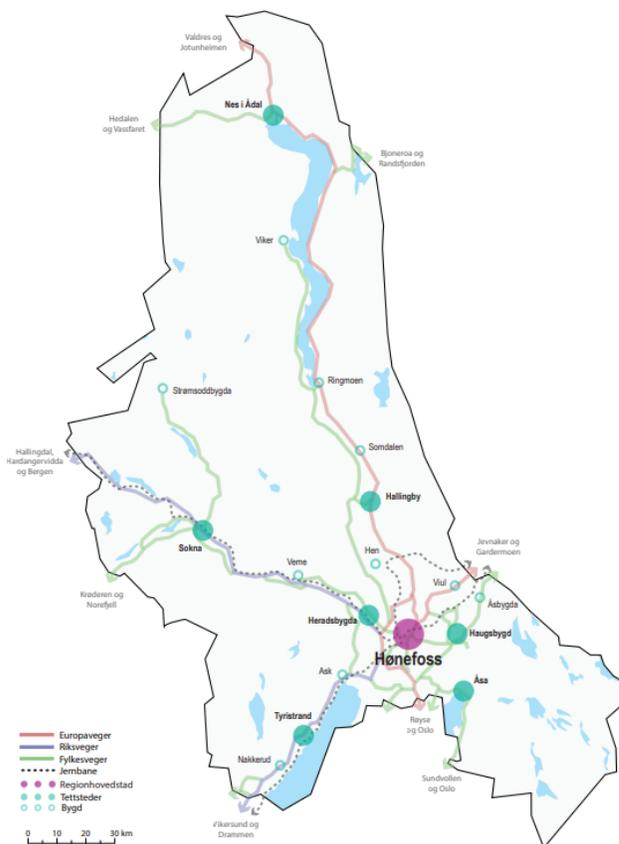 Valdres og
Jotunheimen
Nes i Ådal
Hedalen
og Vassfaret
Bjoneroa og
Randsfjorden
Viker
Ringmoen
Strømsoddbygda
Somdalen
Hallingdal,
Hardangervidda
og Bergen
Hallingby
Sokna
Hen
Jevnaker og
Gardermoen
Veme
Viul
Krøderen og
Norefjell
Åsbygda
Heradsbygda
Haugsbygd
Hønefoss
Ask
Åsa
Tyristrand
Røyse
og Oslo
Nakkerud
Sundvollen
og Oslo
Vikersund og
Drammen
Europaveger
Riksveger
Fylkesveger
Jernbane
Regionhovedstad
Tettsteder
Bygd
0 10 20 30 km